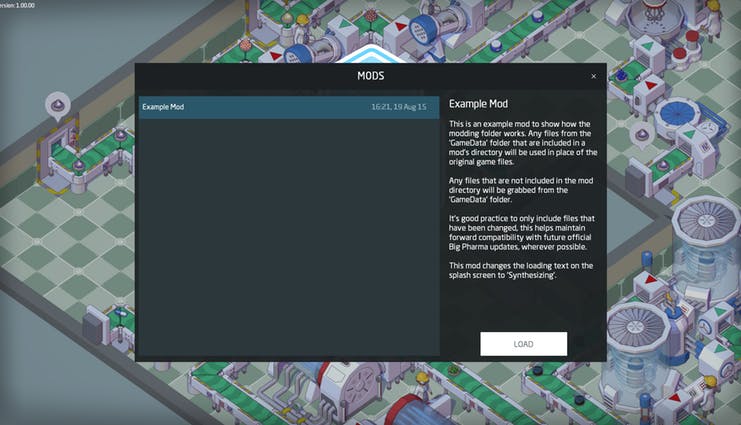 ersion: 1.00.00
MODS
×
Example Mod 16:21, 19 Aug 15
Example Mod
This is an example mod to show how the
modding folder works. Any files from the
'GameData' folder that are included in a
mod's directory will be used in place of the
original game files.
Any files that are not included in the mod
directory will be grabbed from the
'GameData' folder.
It's good practice to only include files that
have been changed, this helps maintain
forward compatibility with future official
Big Pharma updates, wherever possible.
This mod changes the loading text on the
splash screen to 'Synthesizing'.
LOAD